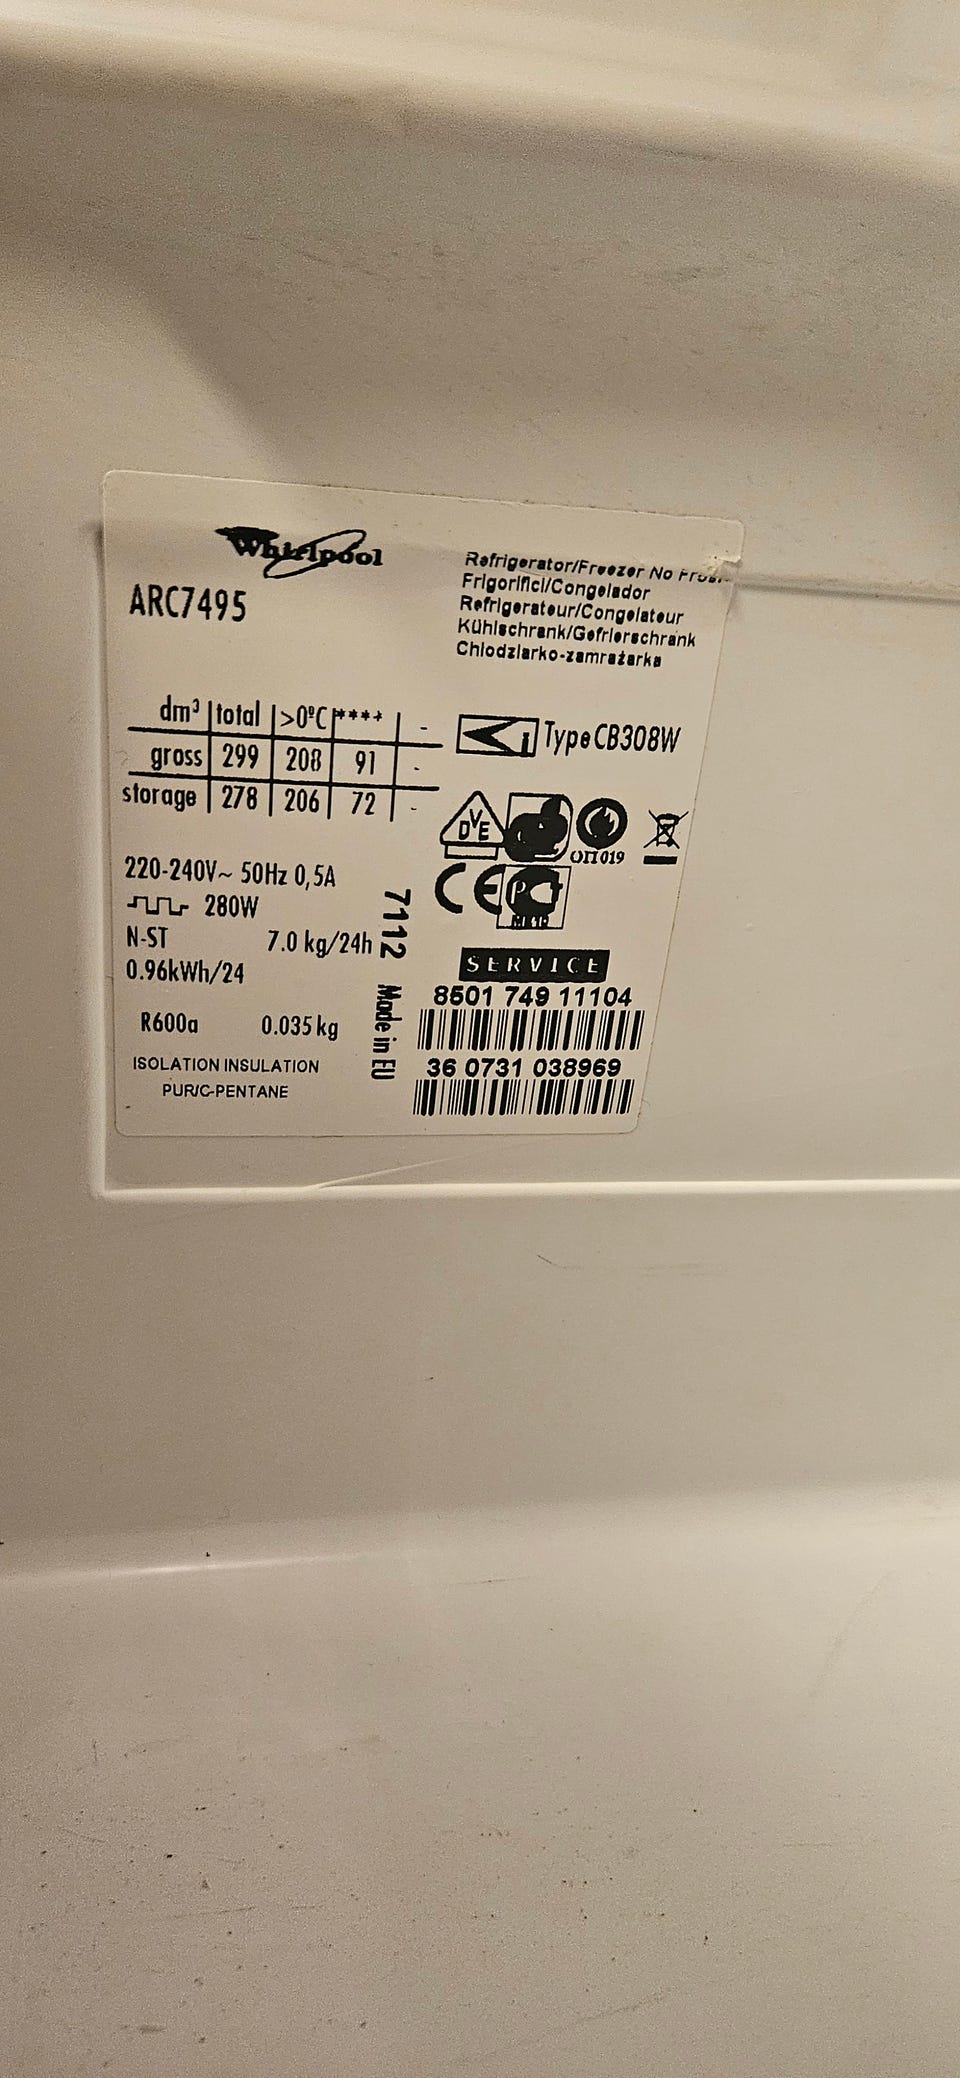 Whirlpool
ARC7495
Refrigerator/Freezer No Frost
Frigorifici/Congelador
Refrigerateur/Congelateur
Kühlschrank/Gefrierschrank
Chlodziarko-zamrażarka
dm³ total >0°C **** -
gross 299 208 91 -
storage 278 206 72 -
Type CB308W
DVE
ОП019
CE
220-240V~ 50Hz 0,5A
280W
N-ST 7.0 kg/24h
0.96kWh/24
R600a 0.035 kg
ISOLATION INSULATION
PUR/C-PENTANE
7112 Made in EU
SERVICE
8501 749 11104
36 0731 038969